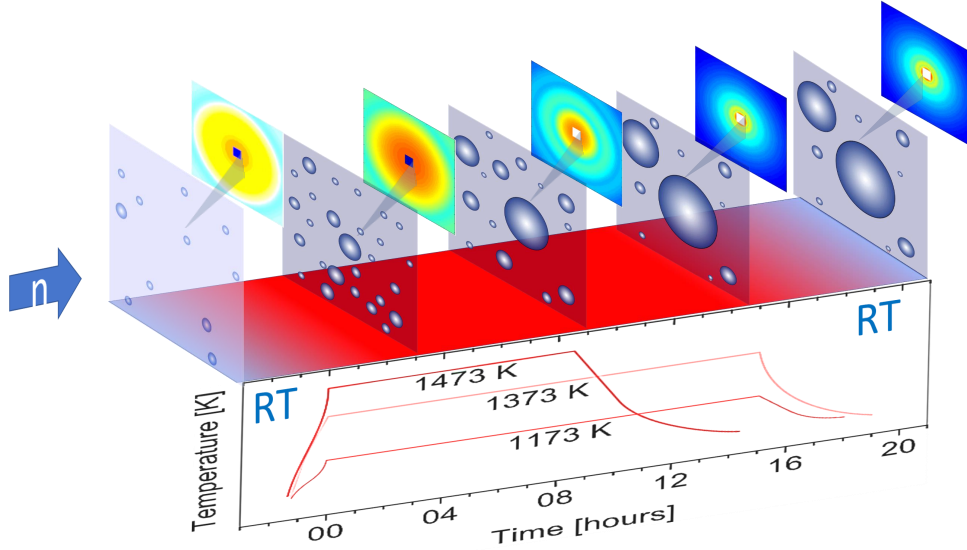 n
RT
RT
1473 K
1373 K
1173 K
Temperature [K]
00 04 08 12 16 20
Time [hours]